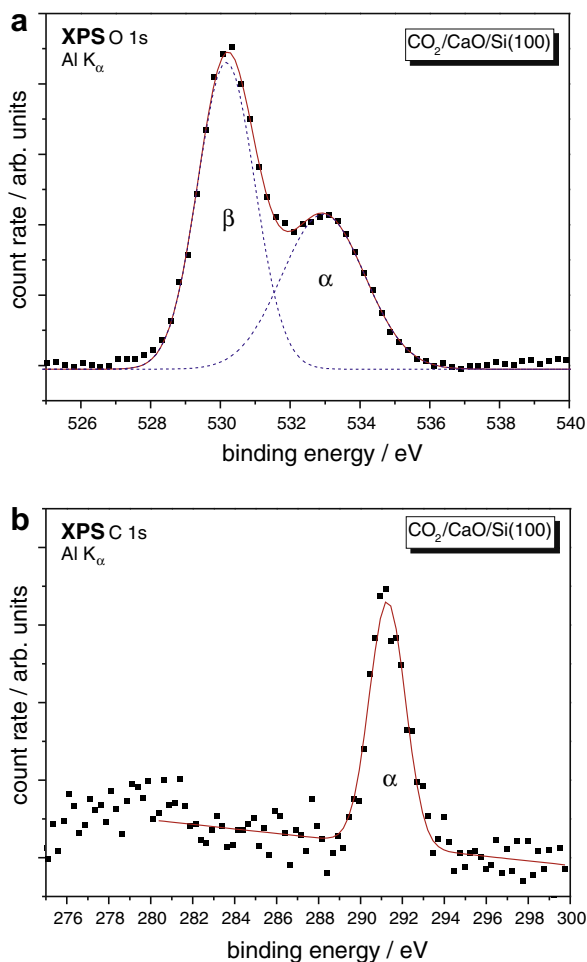 a
XPS O 1s
Al Kα
CO2/CaO/Si(100)
count rate / arb. units
β
α
526 528 530 532 534 536 538 540
binding energy / eV
b
XPS C 1s
Al Kα
CO2/CaO/Si(100)
count rate / arb. units
α
276 278 280 282 284 286 288 290 292 294 296 298 300
binding energy / eV